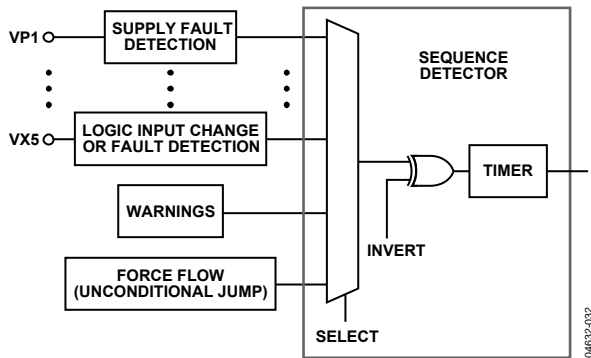 VP1
SUPPLY FAULT
DETECTION
SEQUENCE
DETECTOR
VX5
LOGIC INPUT CHANGE
OR FAULT DETECTION
TIMER
WARNINGS
INVERT
FORCE FLOW
(UNCONDITIONAL JUMP)
SELECT
04632-032